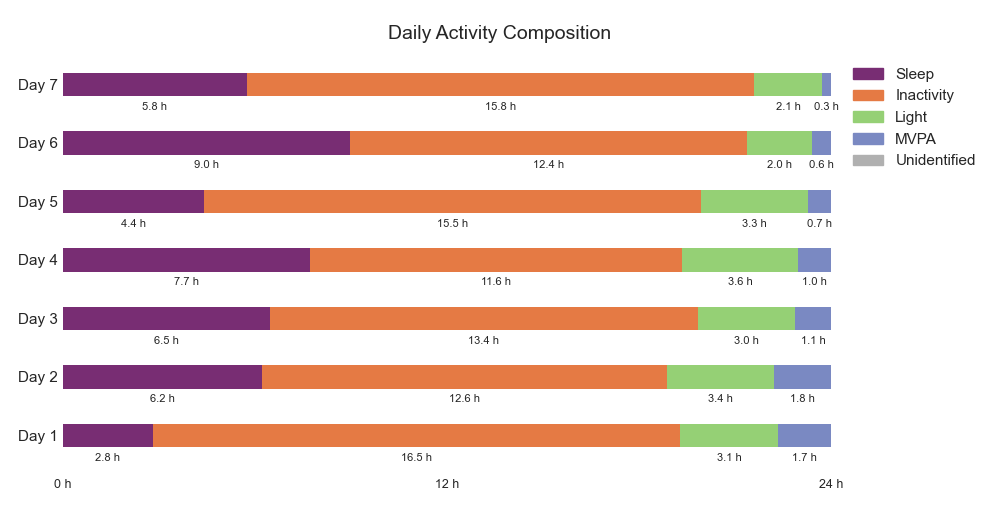 Daily Activity Composition
Day 7
5.8 h 15.8 h 2.1 h 0.3 h
Day 6
9.0 h 12.4 h 2.0 h 0.6 h
Day 5
4.4 h 15.5 h 3.3 h 0.7 h
Day 4
7.7 h 11.6 h 3.6 h 1.0 h
Day 3
6.5 h 13.4 h 3.0 h 1.1 h
Day 2
6.2 h 12.6 h 3.4 h 1.8 h
Day 1
2.8 h 16.5 h 3.1 h 1.7 h
0 h 12 h 24 h
Sleep
Inactivity
Light
MVPA
Unidentified